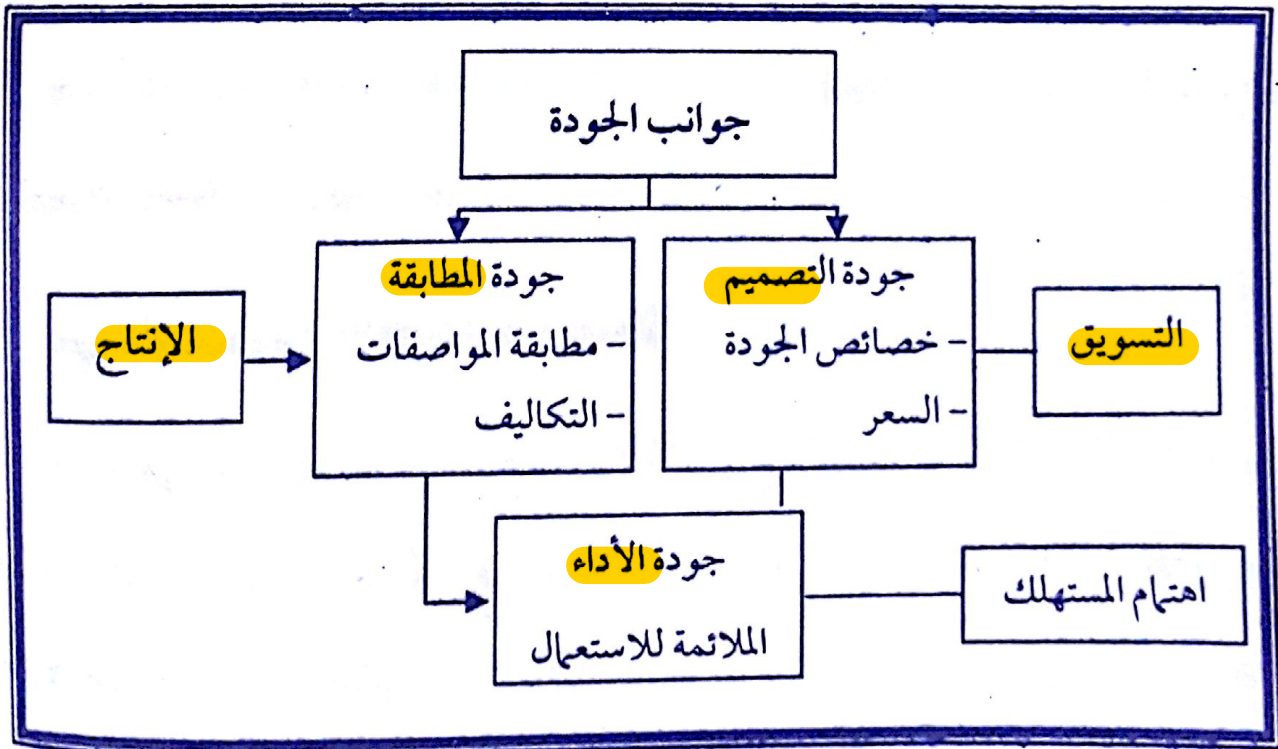 جوانب الجودة
جودة التصميم
– خصائص الجودة
– السعر
جودة المطابقة
– مطابقة المواصفات
– التكاليف
التسويق
الإنتاج
جودة الأداء
الملائمة للاستعمال
اهتمام المستهلك